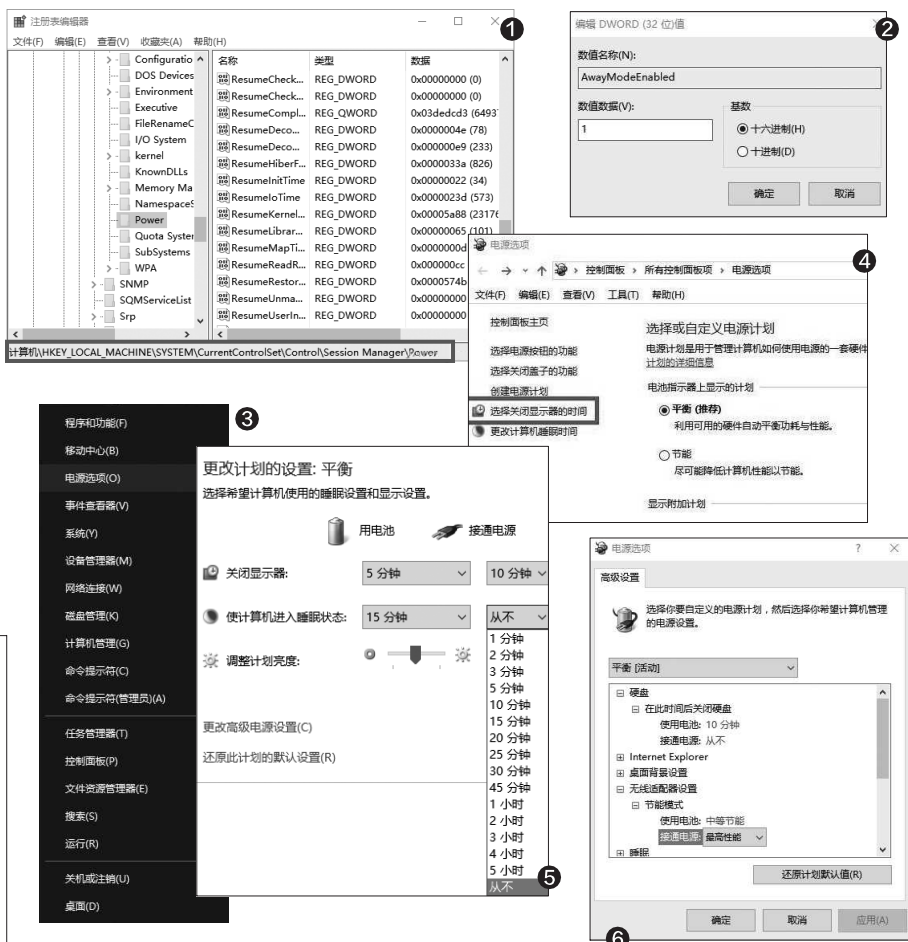 注册表编辑器
文件(F) 编辑(E) 查看(V) 收藏夹(A) 帮助(H)
Configuratio
DOS Devices
Environment
Executive
FileRenameC
I/O System
kernel
KnownDLLs
Memory Ma
NamespaceS
Power
Quota System
SubSystems
WPA
SNMP
SQMServiceList
Srp
名称 类型 数据
ResumeCheck... REG_DWORD 0x00000000 (0)
ResumeCheck... REG_DWORD 0x00000000 (0)
ResumeCompl... REG_QWORD 0x03dedcd3 (6493
ResumeDeco... REG_DWORD 0x0000004e (78)
ResumeDeco... REG_DWORD 0x000000e9 (233)
ResumeHiberF... REG_DWORD 0x0000033a (826)
ResumeInitTime REG_DWORD 0x00000022 (34)
ResumeIoTime REG_DWORD 0x0000023d (573)
ResumeKernel... REG_DWORD 0x00005a88 (23176
ResumeLibrar... REG_DWORD 0x00000065 (101)
ResumeMapTi... REG_DWORD 0x0000000d
ResumeReadR... REG_DWORD 0x000000cc
ResumeRestor... REG_DWORD 0x0000574b
ResumeUnma... REG_DWORD 0x00000000
ResumeUserIn... REG_DWORD 0x00000000
计算机\HKEY_LOCAL_MACHINE\SYSTEM\CurrentControlSet\Control\Session Manager\Power
1
编辑 DWORD (32 位)值
2
数值名称(N):
AwayModeEnabled
数值数据(V):
1
基数
十六进制(H)
十进制(D)
确定 取消
3
程序和功能(F)
移动中心(B)
电源选项(O)
事件查看器(V)
系统(Y)
设备管理器(M)
网络连接(W)
磁盘管理(K)
计算机管理(G)
命令提示符(C)
命令提示符(管理员)(A)
任务管理器(T)
控制面板(P)
文件资源管理器(E)
搜索(S)
运行(R)
关机或注销(U)
桌面(D)
电源选项
4
控制面板 › 所有控制面板项 › 电源选项
文件(F) 编辑(E) 查看(V) 工具(T) 帮助(H)
控制面板主页
选择电源按钮的功能
选择关闭盖子的功能
创建电源计划
选择关闭显示器的时间
更改计算机睡眠时间
选择或自定义电源计划
电源计划是用于管理计算机如何使用电源的一套硬件
计划的详细信息
电池指示器上显示的计划
平衡 (推荐)
利用可用的硬件自动平衡功耗与性能。
节能
尽可能降低计算机性能以节能。
显示附加计划
更改计划的设置: 平衡
选择希望计算机使用的睡眠设置和显示设置。
用电池 接通电源
关闭显示器: 5 分钟 10 分钟
使计算机进入睡眠状态: 15 分钟 从不
调整计划亮度:
更改高级电源设置(C)
还原此计划的默认设置(R)
1 分钟
2 分钟
3 分钟
5 分钟
10 分钟
15 分钟
20 分钟
25 分钟
30 分钟
45 分钟
1 小时
2 小时
3 小时
4 小时
5 小时
从不
5
电源选项 ?
高级设置
选择你要自定义的电源计划，然后选择你希望计算机管理
的电源设置。
平衡 [活动]
硬盘
在此时间后关闭硬盘
使用电池: 10 分钟
接通电源: 从不
Internet Explorer
桌面背景设置
无线适配器设置
节能模式
使用电池: 中等节能
接通电源: 最高性能
睡眠
还原计划默认值(R)
确定 取消 应用(A)
6